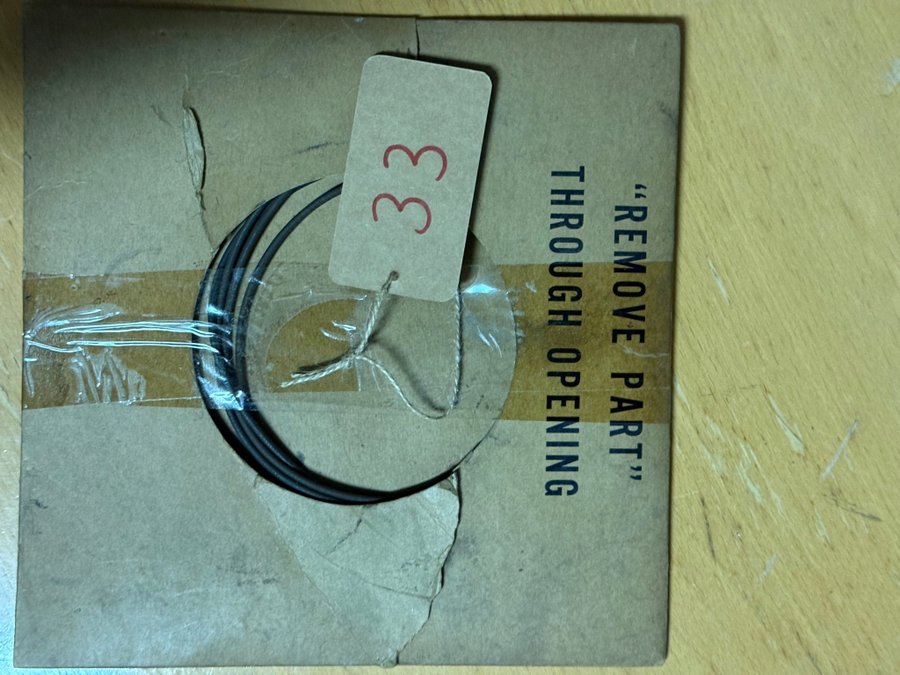 "REMOVE PART"
THROUGH OPENING
33